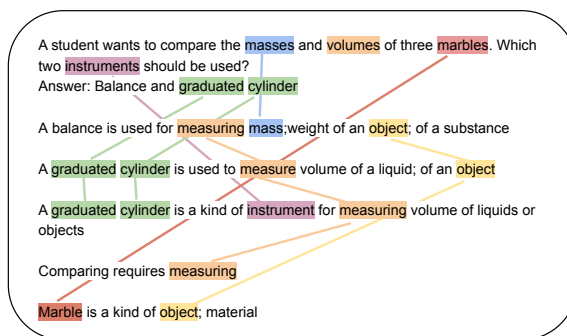 A student wants to compare the masses and volumes of three marbles. Which
two instruments should be used?
Answer: Balance and graduated cylinder
A balance is used for measuring mass;weight of an object; of a substance
A graduated cylinder is used to measure volume of a liquid; of an object
A graduated cylinder is a kind of instrument for measuring volume of liquids or
objects
Comparing requires measuring
Marble is a kind of object; material